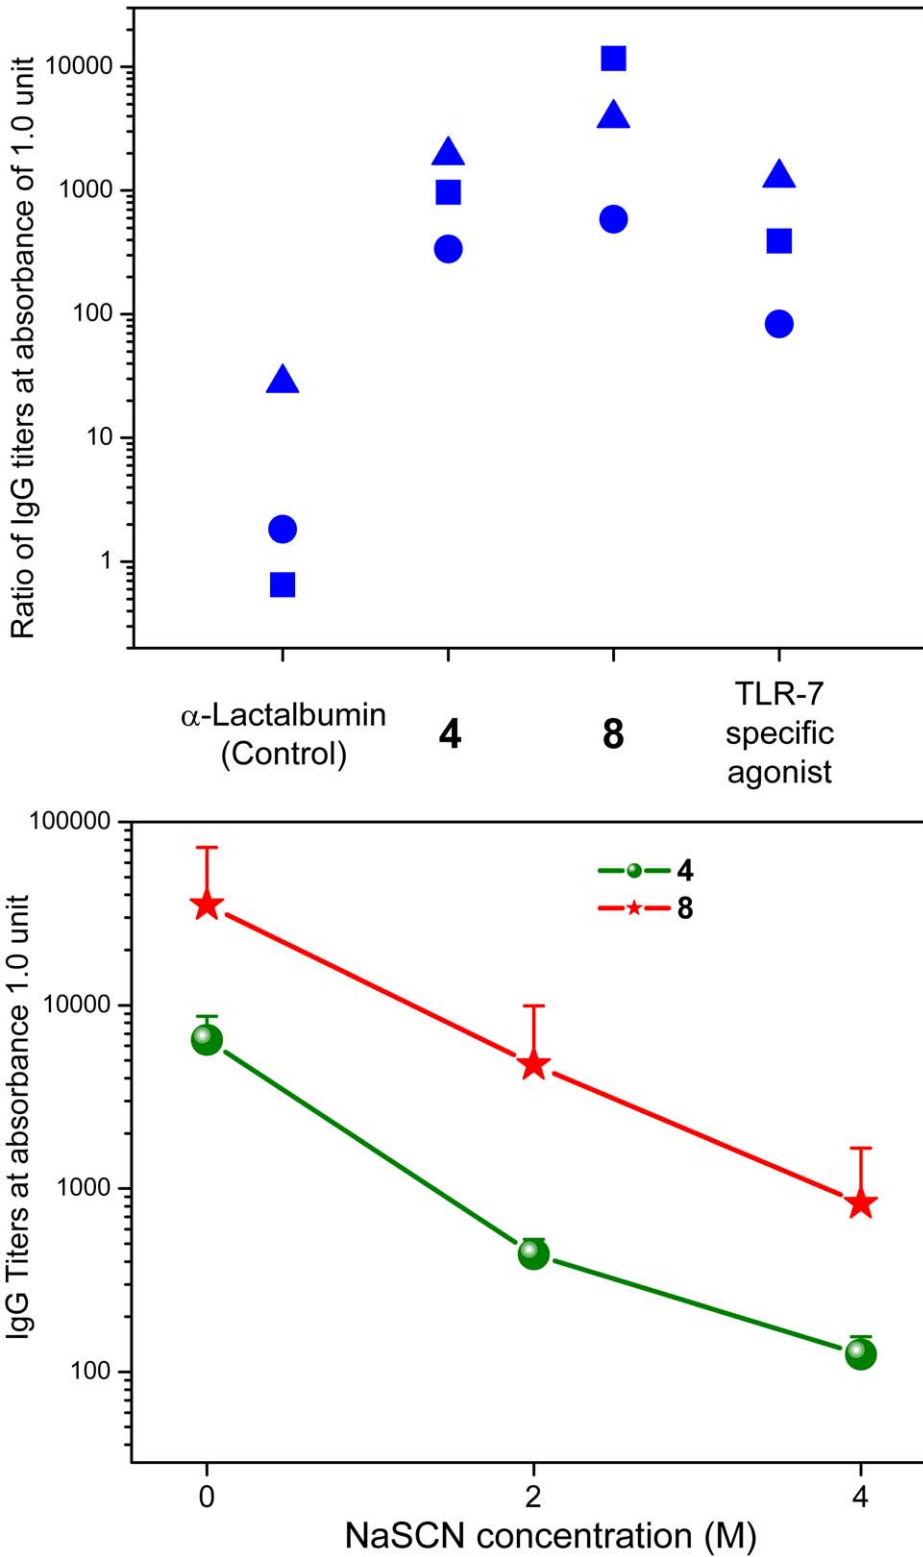 Ratio of IgG titers at absorbance of 1.0 unit
10000
1000
100
10
1
α-Lactalbumin
(Control)
4
8
TLR-7
specific
agonist
IgG Titers at absorbance 1.0 unit
100000
10000
1000
100
4
8
0
2
4
NaSCN concentration (M)